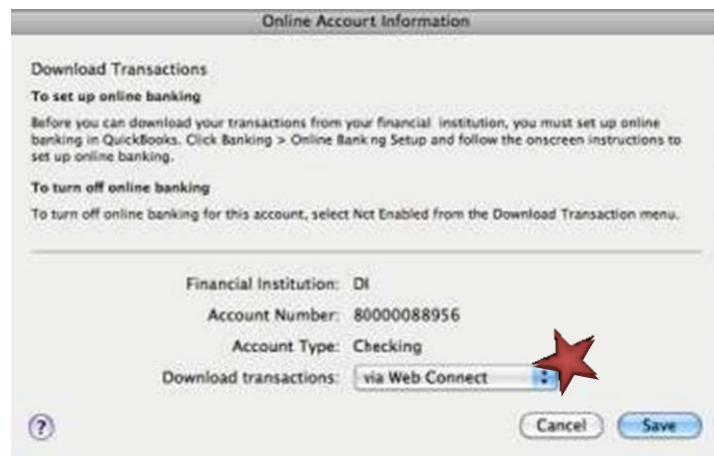 Online Account Information
Download Transactions
To set up online banking
Before you can download your transactions from your financial institution, you must set up online
banking in QuickBooks. Click Banking > Online Banking Setup and follow the onscreen instructions to
set up online banking.
To turn off online banking
To turn off online banking for this account, select Not Enabled from the Download Transaction menu.
Financial Institution: DI
Account Number: 80000088956
Account Type: Checking
Download transactions: via Web Connect
? Cancel Save